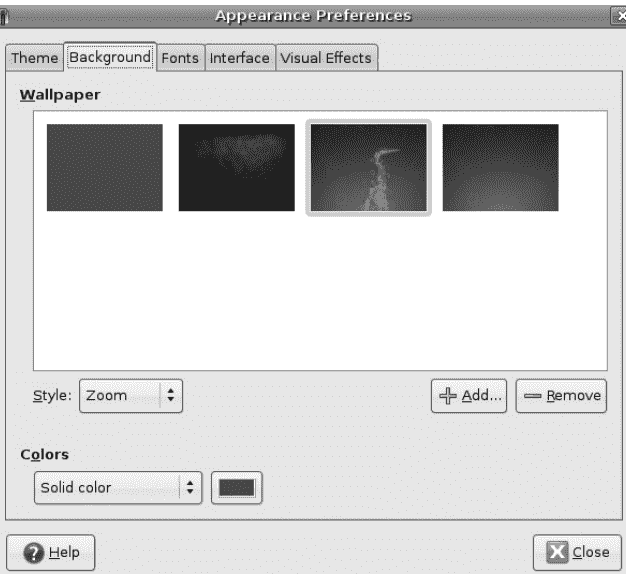 Appearance Preferences
Theme Background Fonts Interface Visual Effects
Wallpaper
Style: Zoom Add... Remove
Colors
Solid color
Help Close